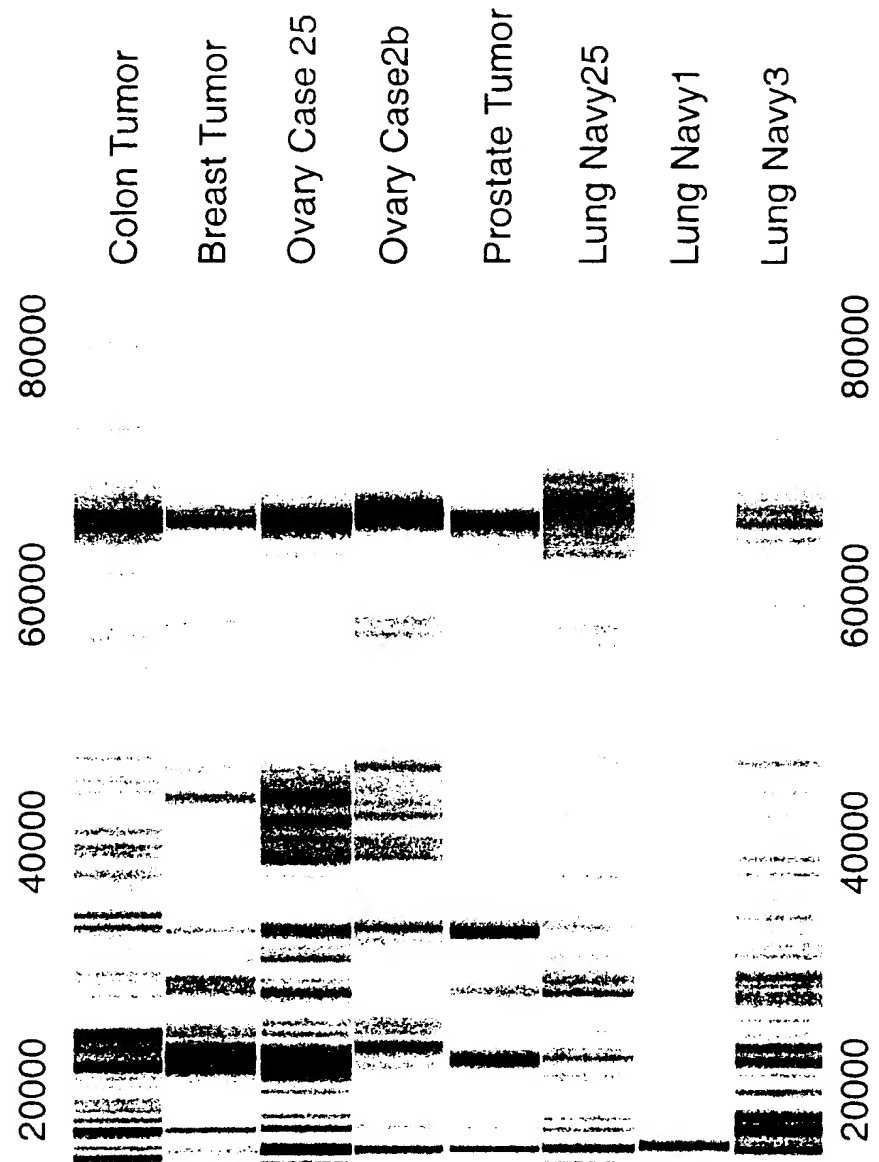 Colon Tumor
Breast Tumor
Ovary Case 25
Ovary Case2b
Prostate Tumor
Lung Navy25
Lung Navy1
Lung Navy3
80000
60000
40000
20000
80000
60000
40000
20000